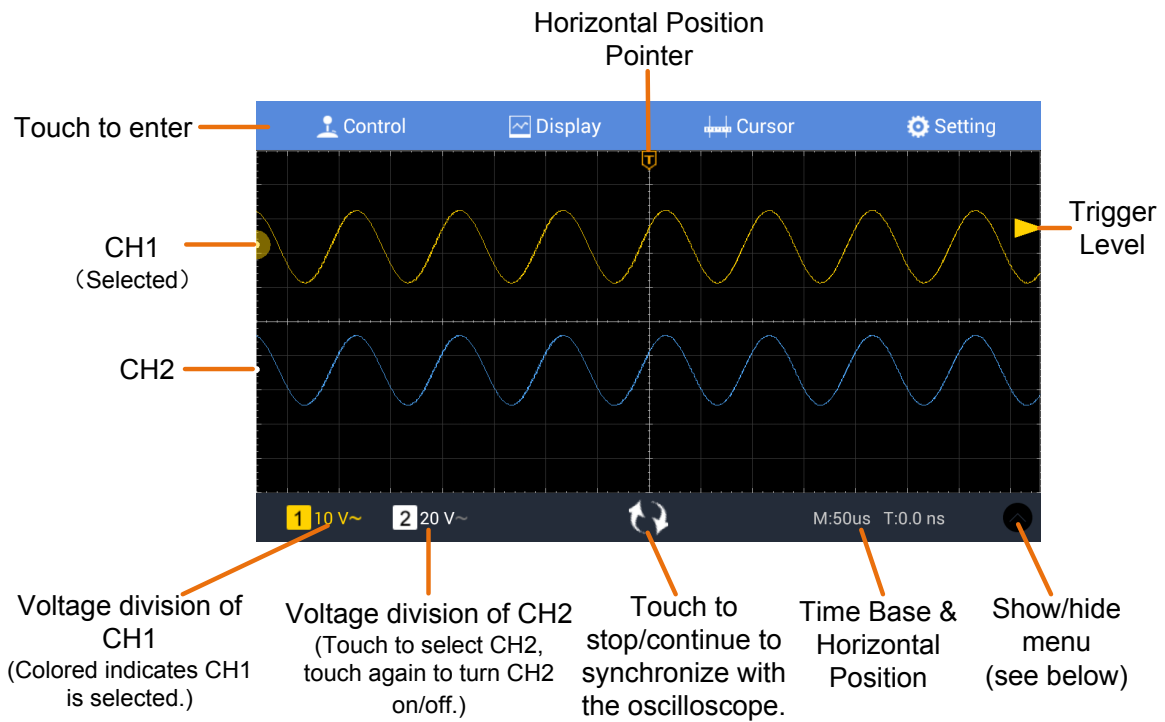 Horizontal Position
Pointer
Touch to enter
Control
Display
Cursor
Setting
T
CH1
（Selected）
Trigger
Level
CH2
1 10 V~
2 20 V~
M:50us T:0.0 ns
Voltage division of
CH1
(Colored indicates CH1
is selected.)
Voltage division of CH2
(Touch to select CH2,
touch again to turn CH2
on/off.)
Touch to
stop/continue to
synchronize with
the oscilloscope.
Time Base &
Horizontal
Position
Show/hide
menu
(see below)